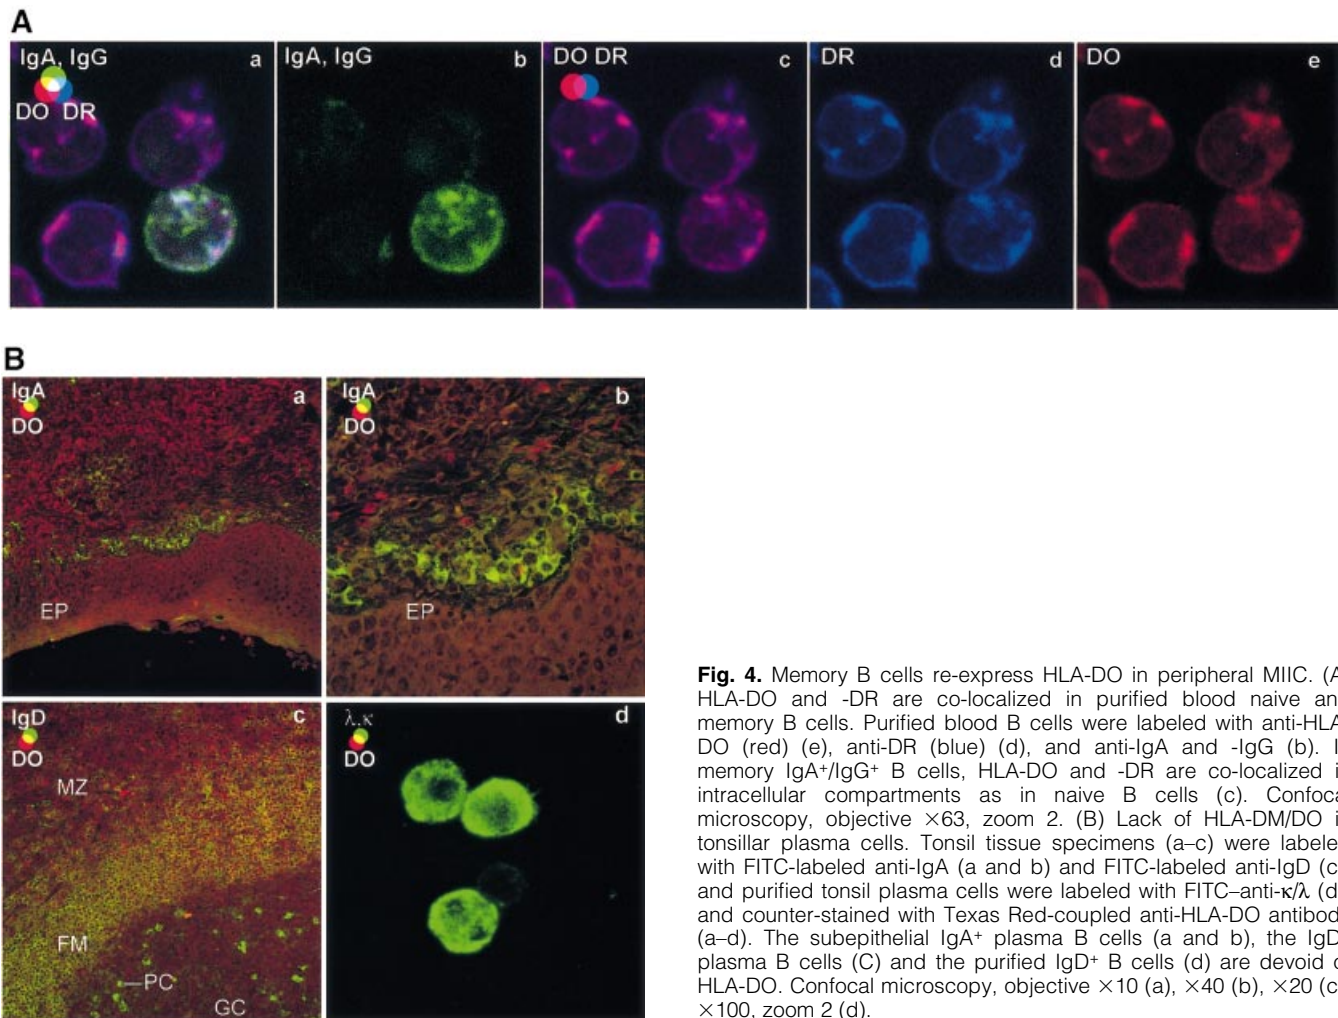 A
IgA, IgG
a
DO DR
IgA, IgG
b
DO DR
c
DR
d
DO
e
B
IgA
DO
a
EP
IgA
DO
b
EP
IgD
DO
c
MZ
FM
PC
GC
λ,κ
DO
d
Fig. 4. Memory B cells re-express HLA-DO in peripheral MIIC. (A
HLA-DO and -DR are co-localized in purified blood naive an
memory B cells. Purified blood B cells were labeled with anti-HLA
DO (red) (e), anti-DR (blue) (d), and anti-IgA and -IgG (b). I
memory IgA⁺/IgG⁺ B cells, HLA-DO and -DR are co-localized i
intracellular compartments as in naive B cells (c). Confoca
microscopy, objective ×63, zoom 2. (B) Lack of HLA-DM/DO i
tonsillar plasma cells. Tonsil tissue specimens (a–c) were labele
with FITC-labeled anti-IgA (a and b) and FITC-labeled anti-IgD (c
and purified tonsil plasma cells were labeled with FITC–anti-κ/λ (d
and counter-stained with Texas Red-coupled anti-HLA-DO antibod
(a–d). The subepithelial IgA⁺ plasma B cells (a and b), the IgD
plasma B cells (C) and the purified IgD⁺ B cells (d) are devoid o
HLA-DO. Confocal microscopy, objective ×10 (a), ×40 (b), ×20 (c
×100, zoom 2 (d).